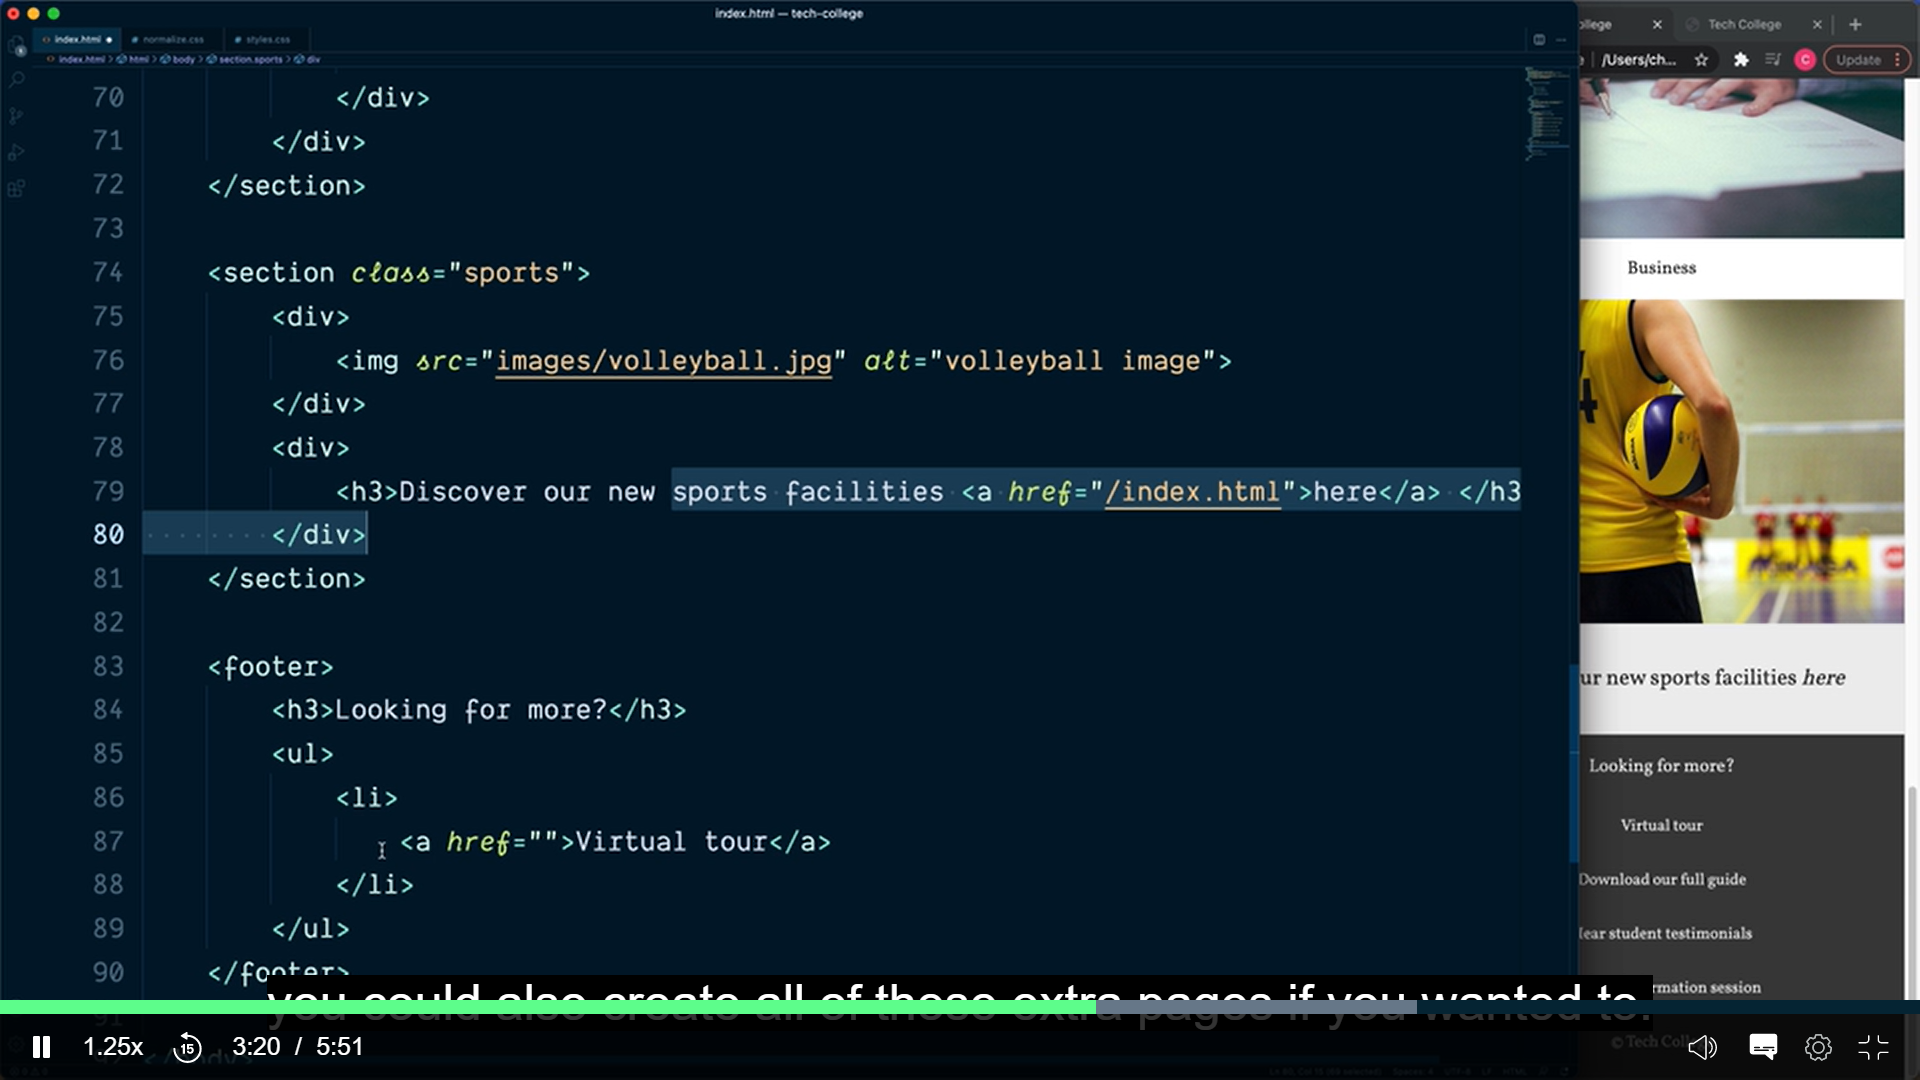 index.html — tech-college
index.html
normalize.css
styles.css
index.html > html > body > section.sports > div
70 </div>
71 </div>
72 </section>
73
74 <section class="sports">
75 <div>
76 <img src="images/volleyball.jpg" alt="volleyball image">
77 </div>
78 <div>
79 <h3>Discover our new sports facilities <a href="/index.html">here</a> </h3
80 </div>
81 </section>
82
83 <footer>
84 <h3>Looking for more?</h3>
85 <ul>
86 <li>
87 <a href="">Virtual tour</a>
88 </li>
89 </ul>
90 </footer>
you could also create all of these extra pages if you wanted to.
1.25x
15
3:20 / 5:51
llege
Tech College
/Users/ch...
C
Update
Business
ur new sports facilities here
Looking for more?
Virtual tour
Download our full guide
ear student testimonials
rmation session